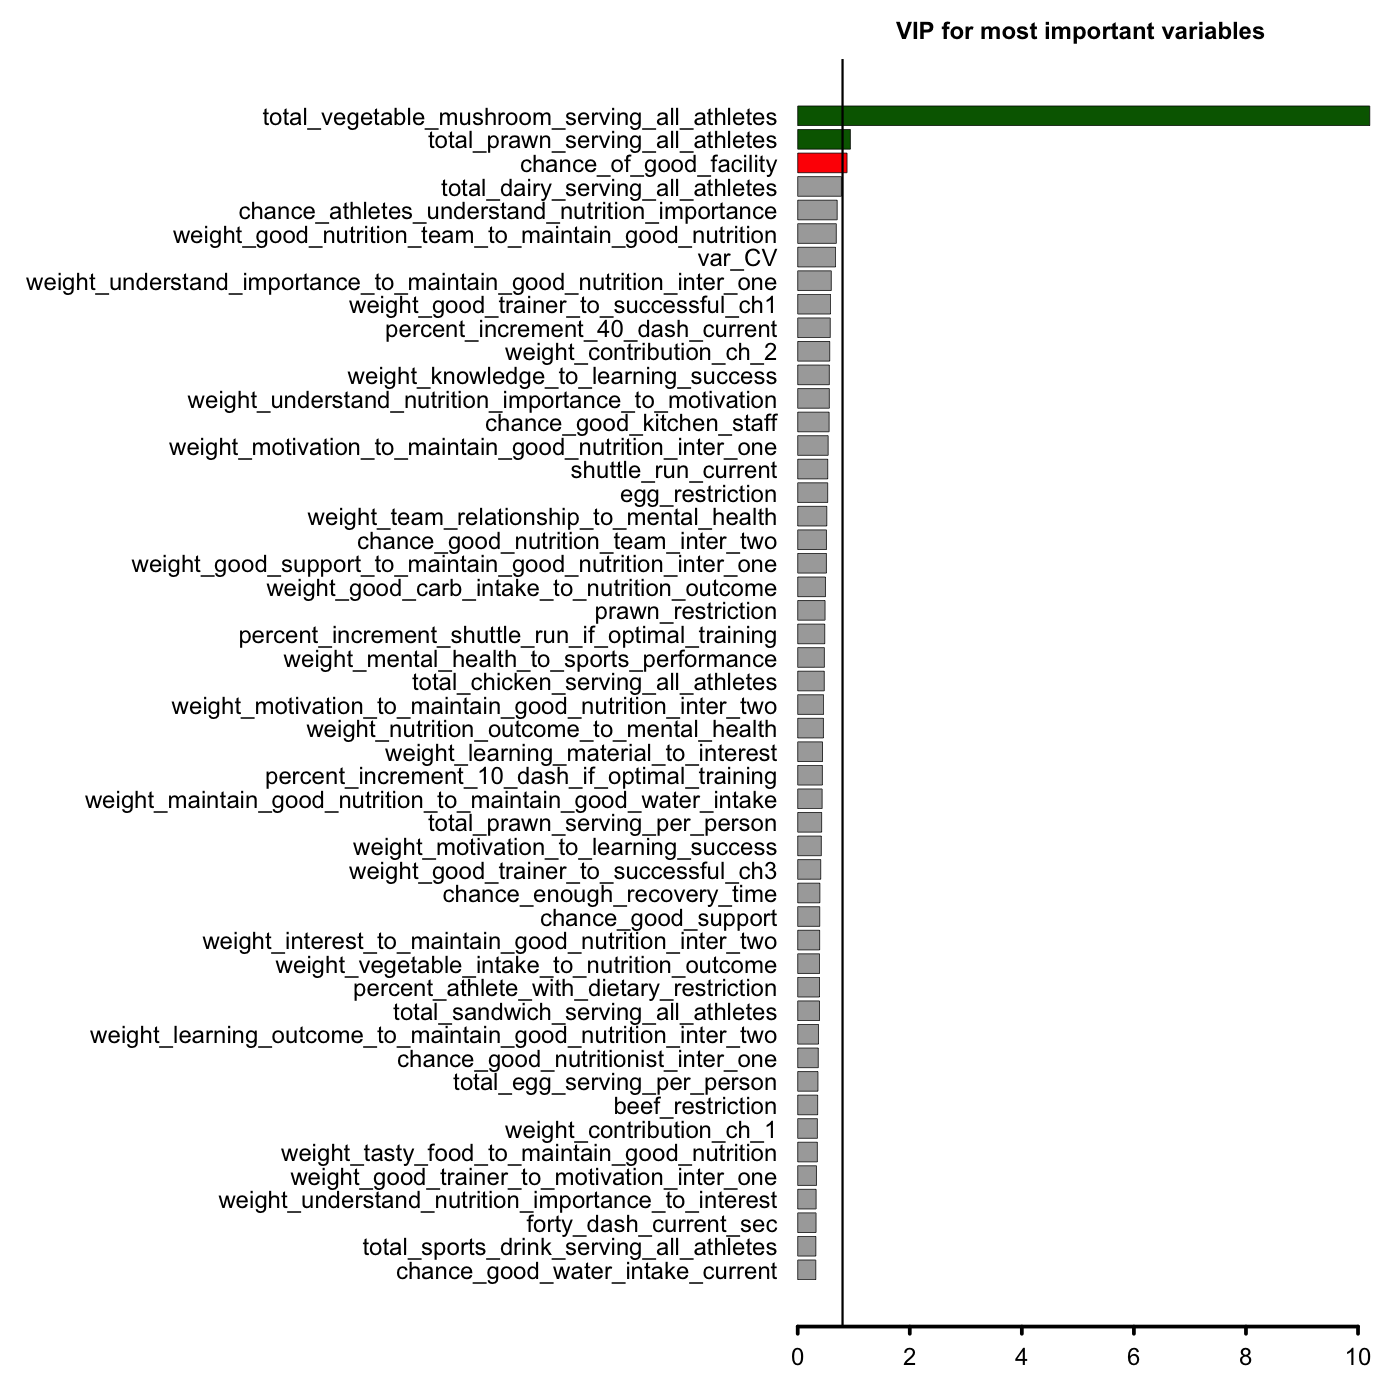 VIP for most important variables
total_vegetable_mushroom_serving_all_athletes
total_prawn_serving_all_athletes
chance_of_good_facility
total_dairy_serving_all_athletes
chance_athletes_understand_nutrition_importance
weight_good_nutrition_team_to_maintain_good_nutrition
var_CV
weight_understand_importance_to_maintain_good_nutrition_inter_one
weight_good_trainer_to_successful_ch1
percent_increment_40_dash_current
weight_contribution_ch_2
weight_knowledge_to_learning_success
weight_understand_nutrition_importance_to_motivation
chance_good_kitchen_staff
weight_motivation_to_maintain_good_nutrition_inter_one
shuttle_run_current
egg_restriction
weight_team_relationship_to_mental_health
chance_good_nutrition_team_inter_two
weight_good_support_to_maintain_good_nutrition_inter_one
weight_good_carb_intake_to_nutrition_outcome
prawn_restriction
percent_increment_shuttle_run_if_optimal_training
weight_mental_health_to_sports_performance
total_chicken_serving_all_athletes
weight_motivation_to_maintain_good_nutrition_inter_two
weight_nutrition_outcome_to_mental_health
weight_learning_material_to_interest
percent_increment_10_dash_if_optimal_training
weight_maintain_good_nutrition_to_maintain_good_water_intake
total_prawn_serving_per_person
weight_motivation_to_learning_success
weight_good_trainer_to_successful_ch3
chance_enough_recovery_time
chance_good_support
weight_interest_to_maintain_good_nutrition_inter_two
weight_vegetable_intake_to_nutrition_outcome
percent_athlete_with_dietary_restriction
total_sandwich_serving_all_athletes
weight_learning_outcome_to_maintain_good_nutrition_inter_two
chance_good_nutritionist_inter_one
total_egg_serving_per_person
beef_restriction
weight_contribution_ch_1
weight_tasty_food_to_maintain_good_nutrition
weight_good_trainer_to_motivation_inter_one
weight_understand_nutrition_importance_to_interest
forty_dash_current_sec
total_sports_drink_serving_all_athletes
chance_good_water_intake_current
0 2 4 6 8 10